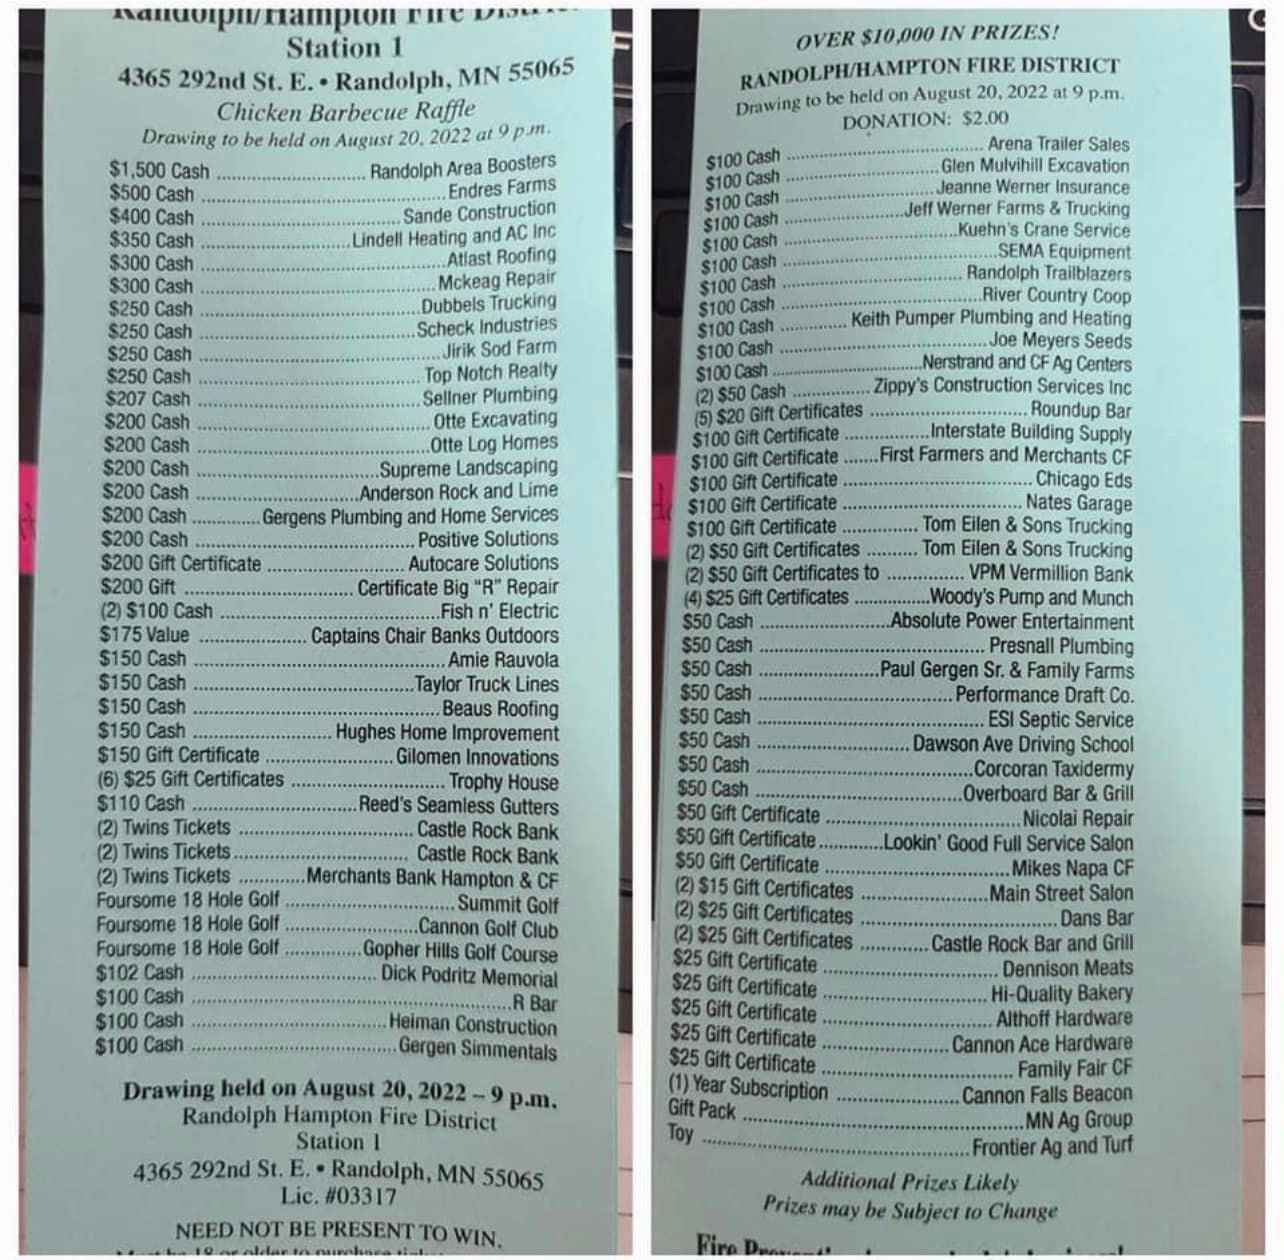 Randolph/Hampton Fire
Station 1
4365 292nd St. E. • Randolph, MN 55065
Chicken Barbecue Raffle
Drawing to be held on August 20, 2022 at 9 p.m.
$1,500 Cash ........................ Randolph Area Boosters
$500 Cash ........................ Endres Farms
$400 Cash ........................ Sande Construction
$350 Cash ........................ Lindell Heating and AC Inc
$300 Cash ........................ Atlast Roofing
$300 Cash ........................ Mckeag Repair
$250 Cash ........................ Dubbels Trucking
$250 Cash ........................ Scheck Industries
$250 Cash ........................ Jirik Sod Farm
$250 Cash ........................ Top Notch Realty
$207 Cash ........................ Sellner Plumbing
$200 Cash ........................ Otte Excavating
$200 Cash ........................ Otte Log Homes
$200 Cash ........................ Supreme Landscaping
$200 Cash ........................ Anderson Rock and Lime
$200 Cash ............ Gergens Plumbing and Home Services
$200 Cash ........................ Positive Solutions
$200 Gift Certificate ........................ Autocare Solutions
$200 Gift ........................ Certificate Big "R" Repair
(2) $100 Cash ........................ Fish n' Electric
$175 Value ................... Captains Chair Banks Outdoors
$150 Cash ........................ Amie Rauvola
$150 Cash ........................ Taylor Truck Lines
$150 Cash ........................ Beaus Roofing
$150 Cash ........................ Hughes Home Improvement
$150 Gift Certificate ........................ Gilomen Innovations
(6) $25 Gift Certificates ........................ Trophy House
$110 Cash ........................ Reed's Seamless Gutters
(2) Twins Tickets ........................ Castle Rock Bank
(2) Twins Tickets ........................ Castle Rock Bank
(2) Twins Tickets ............ Merchants Bank Hampton & CF
Foursome 18 Hole Golf ........................ Summit Golf
Foursome 18 Hole Golf ........................ Cannon Golf Club
Foursome 18 Hole Golf ............. Gopher Hills Golf Course
$102 Cash ........................ Dick Podritz Memorial
$100 Cash ........................ R Bar
$100 Cash ........................ Heiman Construction
$100 Cash ........................ Gergen Simmentals
Drawing held on August 20, 2022 – 9 p.m.
Randolph Hampton Fire District
Station 1
4365 292nd St. E. • Randolph, MN 55065
Lic. #03317
NEED NOT BE PRESENT TO WIN.
18 or older to purchase
OVER $10,000 IN PRIZES!
RANDOLPH/HAMPTON FIRE DISTRICT
Drawing to be held on August 20, 2022 at 9 p.m.
DONATION: $2.00
$100 Cash ........................ Arena Trailer Sales
$100 Cash ........................ Glen Mulvihill Excavation
$100 Cash ........................ Jeanne Werner Insurance
$100 Cash ........................ Jeff Werner Farms & Trucking
$100 Cash ........................ Kuehn's Crane Service
$100 Cash ........................ SEMA Equipment
$100 Cash ........................ Randolph Trailblazers
$100 Cash ........................ River Country Coop
$100 Cash ............ Keith Pumper Plumbing and Heating
$100 Cash ........................ Joe Meyers Seeds
$100 Cash ........................ Nerstrand and CF Ag Centers
(2) $50 Cash .............. Zippy's Construction Services Inc
(5) $20 Gift Certificates ........................ Roundup Bar
$100 Gift Certificate ............... Interstate Building Supply
$100 Gift Certificate ....... First Farmers and Merchants CF
$100 Gift Certificate ........................ Chicago Eds
$100 Gift Certificate ........................ Nates Garage
$100 Gift Certificate ............. Tom Eilen & Sons Trucking
(2) $50 Gift Certificates .......... Tom Eilen & Sons Trucking
(2) $50 Gift Certificates to .............. VPM Vermillion Bank
(4) $25 Gift Certificates ............. Woody's Pump and Munch
$50 Cash ...................... Absolute Power Entertainment
$50 Cash ........................ Presnall Plumbing
$50 Cash .................... Paul Gergen Sr. & Family Farms
$50 Cash ........................ Performance Draft Co.
$50 Cash ........................ ESI Septic Service
$50 Cash ........................ Dawson Ave Driving School
$50 Cash ........................ Corcoran Taxidermy
$50 Cash ........................ Overboard Bar & Grill
$50 Gift Certificate ........................ Nicolai Repair
$50 Gift Certificate ............ Lookin' Good Full Service Salon
$50 Gift Certificate ........................ Mikes Napa CF
(2) $15 Gift Certificates ..................... Main Street Salon
(2) $25 Gift Certificates ........................ Dans Bar
(2) $25 Gift Certificates ............ Castle Rock Bar and Grill
$25 Gift Certificate ........................ Dennison Meats
$25 Gift Certificate ........................ Hi-Quality Bakery
$25 Gift Certificate ........................ Althoff Hardware
$25 Gift Certificate ..................... Cannon Ace Hardware
$25 Gift Certificate ........................ Family Fair CF
(1) Year Subscription ..................... Cannon Falls Beacon
Gift Pack ........................ MN Ag Group
Toy ........................ Frontier Ag and Turf
Additional Prizes Likely
Prizes may be Subject to Change
Fire